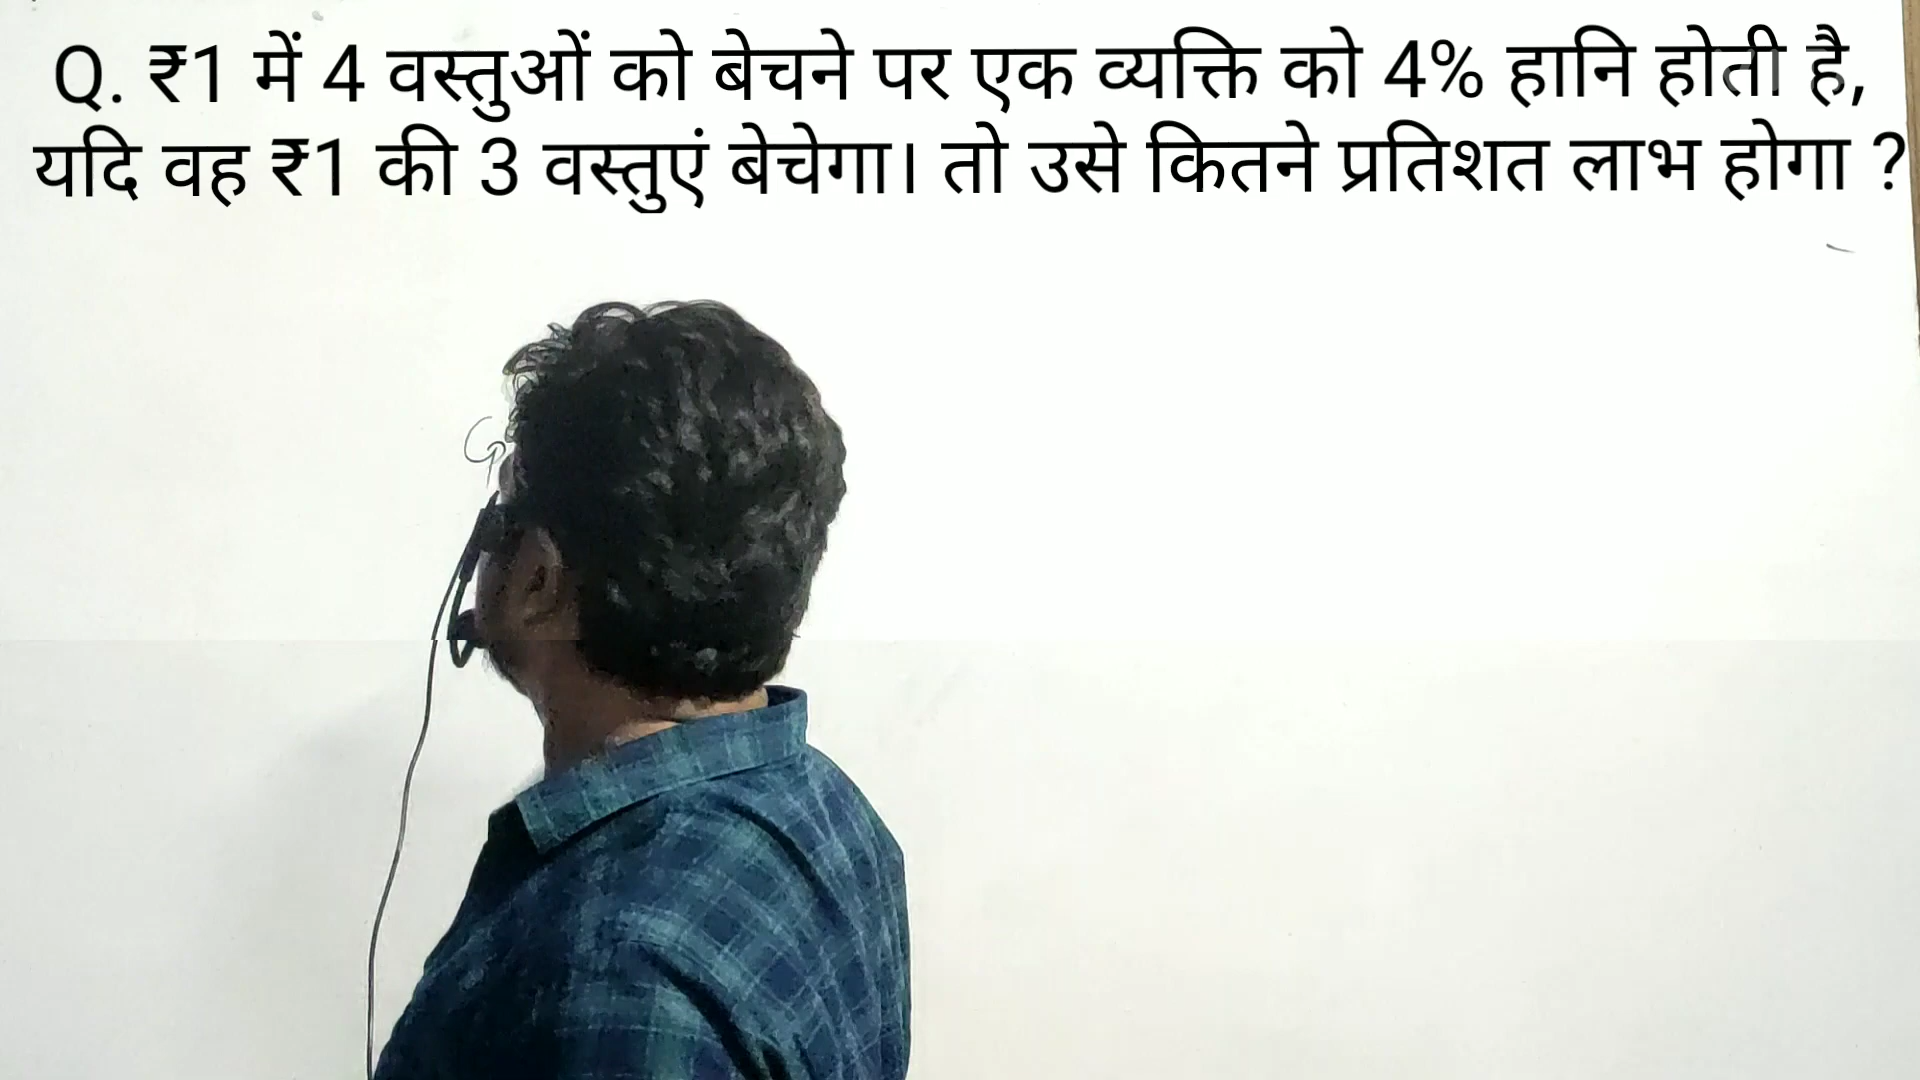 Q. ₹1 में 4 वस्तुओं को बेचने पर एक व्यक्ति को 4% हानि होती है,
यदि वह ₹1 की 3 वस्तुएं बेचेगा। तो उसे कितने प्रतिशत लाभ होगा ?